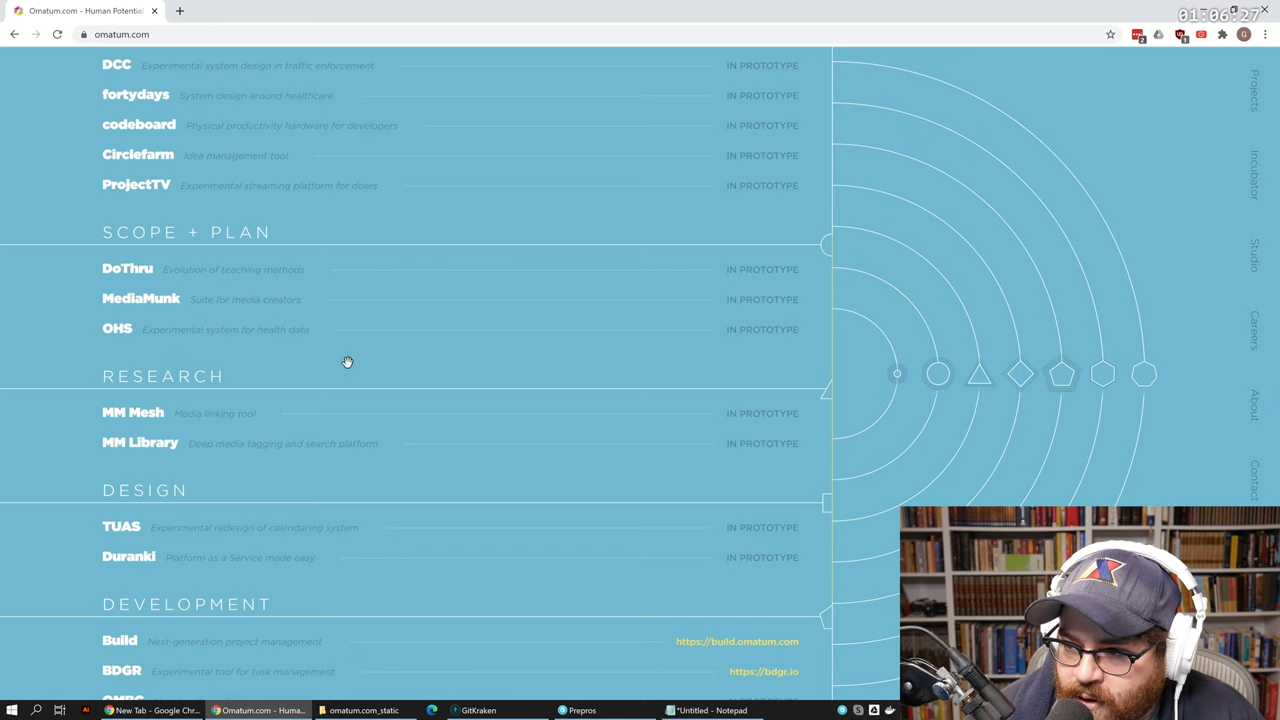 Omatum.com - Human Potential
01:06:27
omatum.com
2
1
G
DCC Experimental system design in traffic enforcement IN PROTOTYPE
fortydays System design around healthcare IN PROTOTYPE
codeboard Physical productivity hardware for developers IN PROTOTYPE
Circlefarm Idea management tool IN PROTOTYPE
ProjectTV Experimental streaming platform for doers IN PROTOTYPE
SCOPE + PLAN
DoThru Evolution of teaching methods IN PROTOTYPE
MediaMunk Suite for media creators IN PROTOTYPE
OHS Experimental system for health data IN PROTOTYPE
RESEARCH
MM Mesh Media linking tool IN PROTOTYPE
MM Library Deep media tagging and search platform IN PROTOTYPE
DESIGN
TUAS Experimental redesign of calendaring system IN PROTOTYPE
Duranki Platform as a Service made easy IN PROTOTYPE
DEVELOPMENT
Build Next-generation project management https://build.omatum.com
BDGR Experimental tool for task management https://bdgr.io
Projects
Incubator
Studio
Careers
About
Contact
Ai
New Tab - Google Chr...
Omatum.com - Huma...
omatum.com_static
GitKraken
Prepros
*Untitled - Notepad